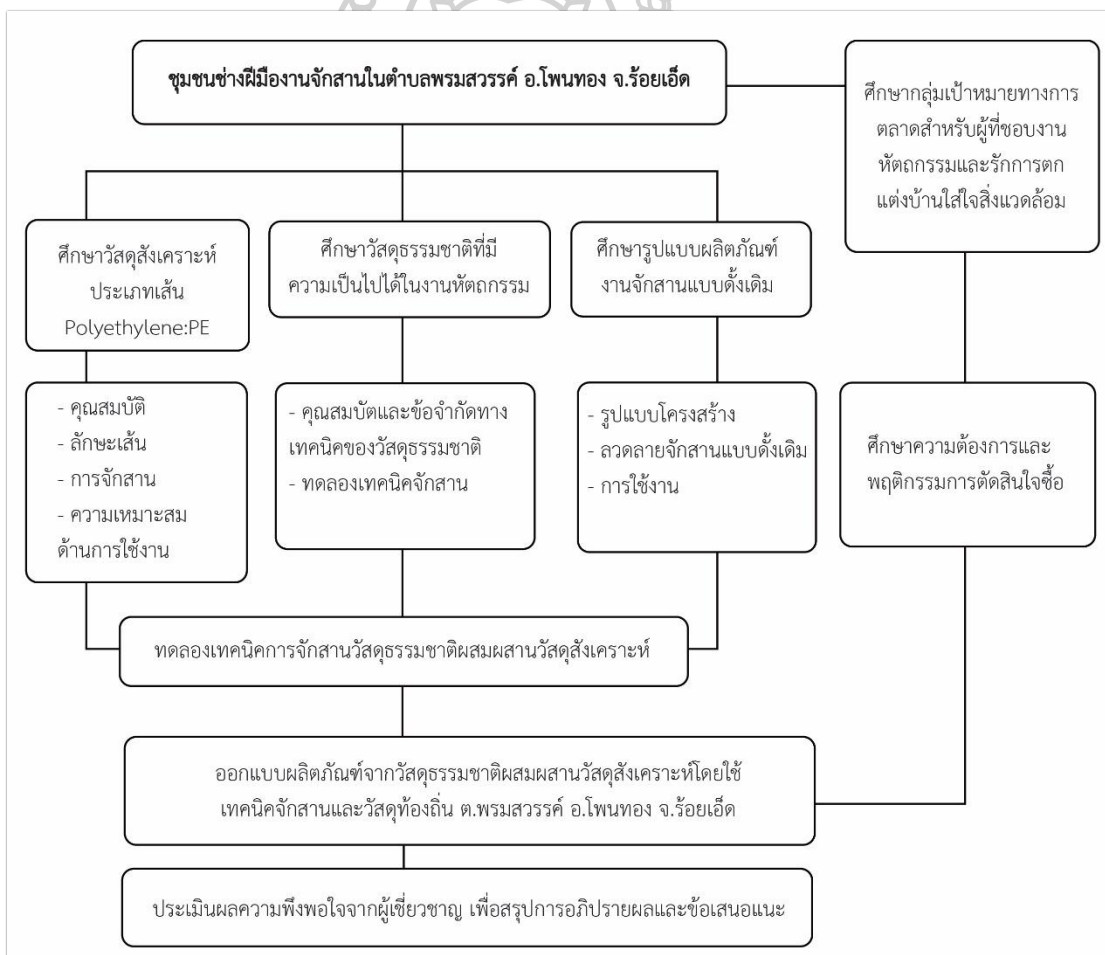 ชุมชนช่างฝีมืองานจักสานในตำบลพรมสวรรค์ อ.โพนทอง จ.ร้อยเอ็ด
ศึกษากลุ่มเป้าหมายทางการ
ตลาดสำหรับผู้ที่ชอบงาน
หัตถกรรมและรักการตก
แต่งบ้านใส่ใจสิ่งแวดล้อม
ศึกษาวัสดุสังเคราะห์
ประเภทเส้น
Polyethylene:PE
ศึกษาวัสดุธรรมชาติที่มี
ความเป็นไปได้ในงานหัตถกรรม
ศึกษารูปแบบผลิตภัณฑ์
งานจักสานแบบดั้งเดิม
- คุณสมบัติ
- ลักษะเส้น
- การจักสาน
- ความเหมาะสม
ด้านการใช้งาน
- คุณสมบัตและข้อจำกัดทาง
เทคนิคของวัสดุธรรมชาติ
- ทดลองเทคนิคจักสาน
- รูปแบบโครงสร้าง
- ลวดลายจักสานแบบดั้งเดิม
- การใช้งาน
ศึกษาความต้องการและ
พฤติกรรมการตัดสินใจซื้อ
ทดลองเทคนิคการจักสานวัสดุธรรมชาติผสมผสานวัสดุสังเคราะห์
ออกแบบผลิตภัณฑ์จากวัสดุธรรมชาติผสมผสานวัสดุสังเคราะห์โดยใช้
เทคนิคจักสานและวัสดุท้องถิ่น ต.พรมสวรรค์ อ.โพนทอง จ.ร้อยเอ็ด
ประเมินผลความพึงพอใจจากผู้เชี่ยวชาญ เพื่อสรุปการอภิปรายผลและข้อเสนอแนะ